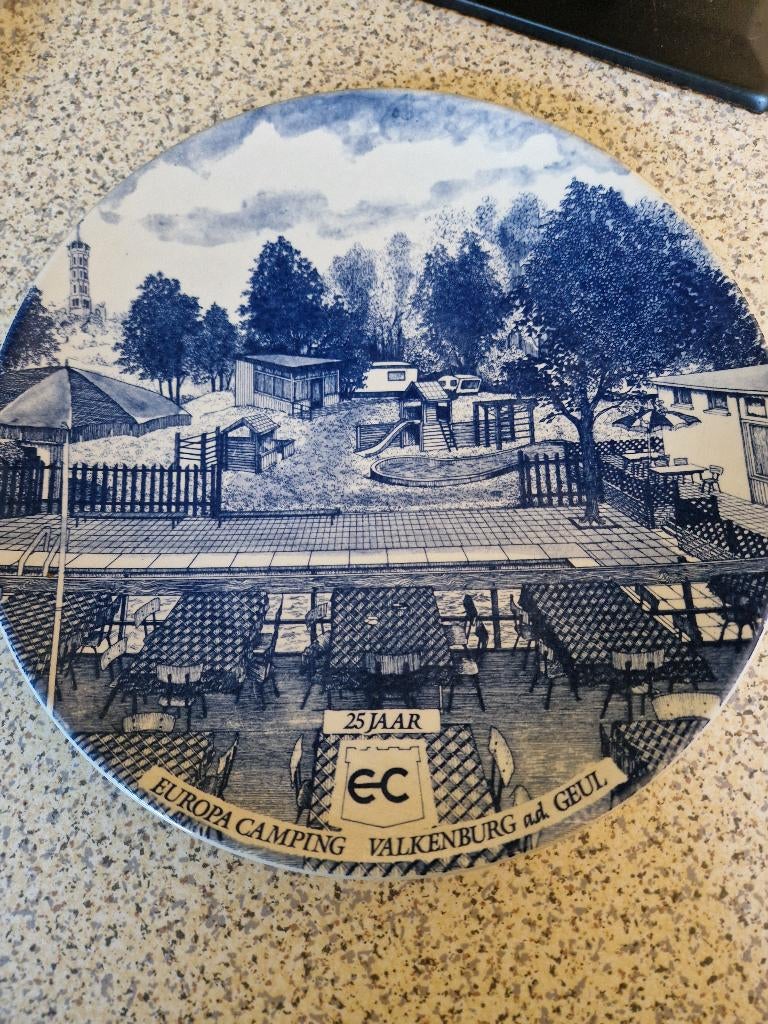 25 JAAR
EC
EUROPA CAMPING VALKENBURG a.d. GEUL